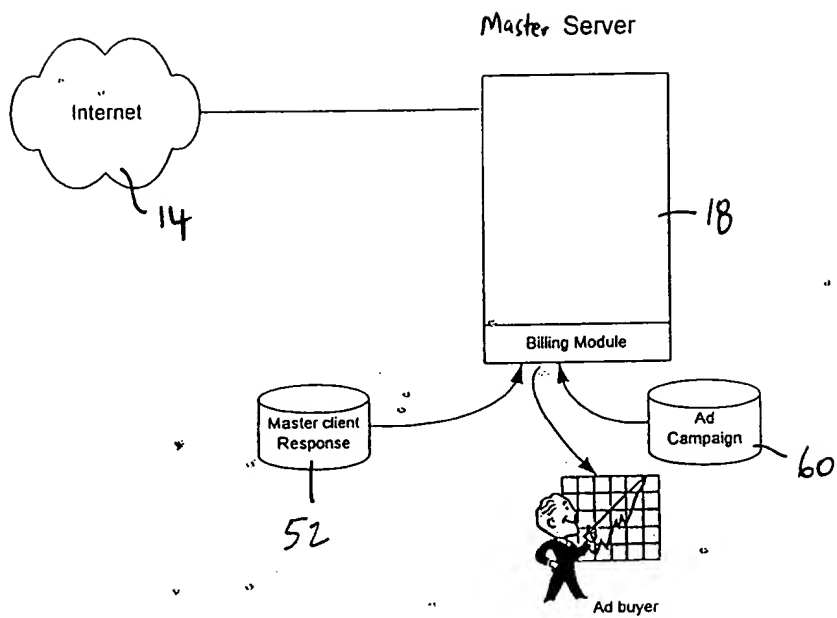 Master Server
Internet
14
18
Billing Module
Master client
Response
Ad
Campaign
60
52
Ad buyer